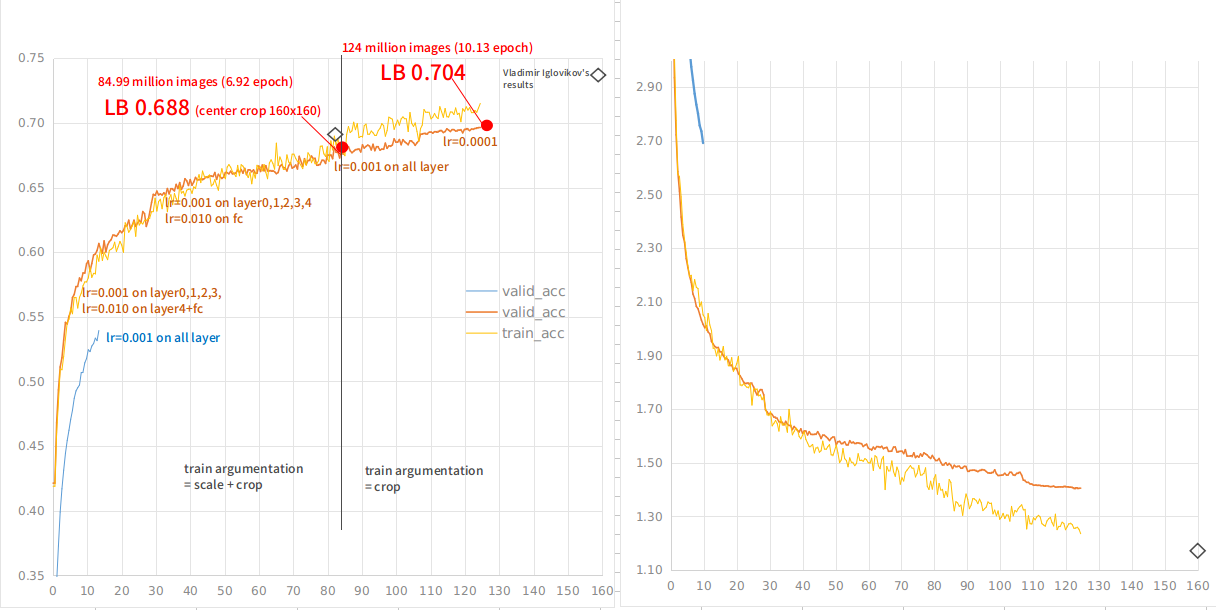 124 million images (10.13 epoch)
LB 0.704
Vladimir Iglovikov's
results
84.99 million images (6.92 epoch)
LB 0.688 (center crop 160x160)
lr=0.0001
lr=0.001 on all layer
lr=0.001 on layer0,1,2,3,4
lr=0.010 on fc
lr=0.001 on layer0,1,2,3,
lr=0.010 on layer4+fc
lr=0.001 on all layer
valid_acc
valid_acc
train_acc
train argumentation
= scale + crop
train argumentation
= crop
0.75
0.70
0.65
0.60
0.55
0.50
0.45
0.40
0.35
0 10 20 30 40 50 60 70 80 90 100 110 120 130 140 150 160
2.90
2.70
2.50
2.30
2.10
1.90
1.70
1.50
1.30
1.10
0 10 20 30 40 50 60 70 80 90 100 110 120 130 140 150 160